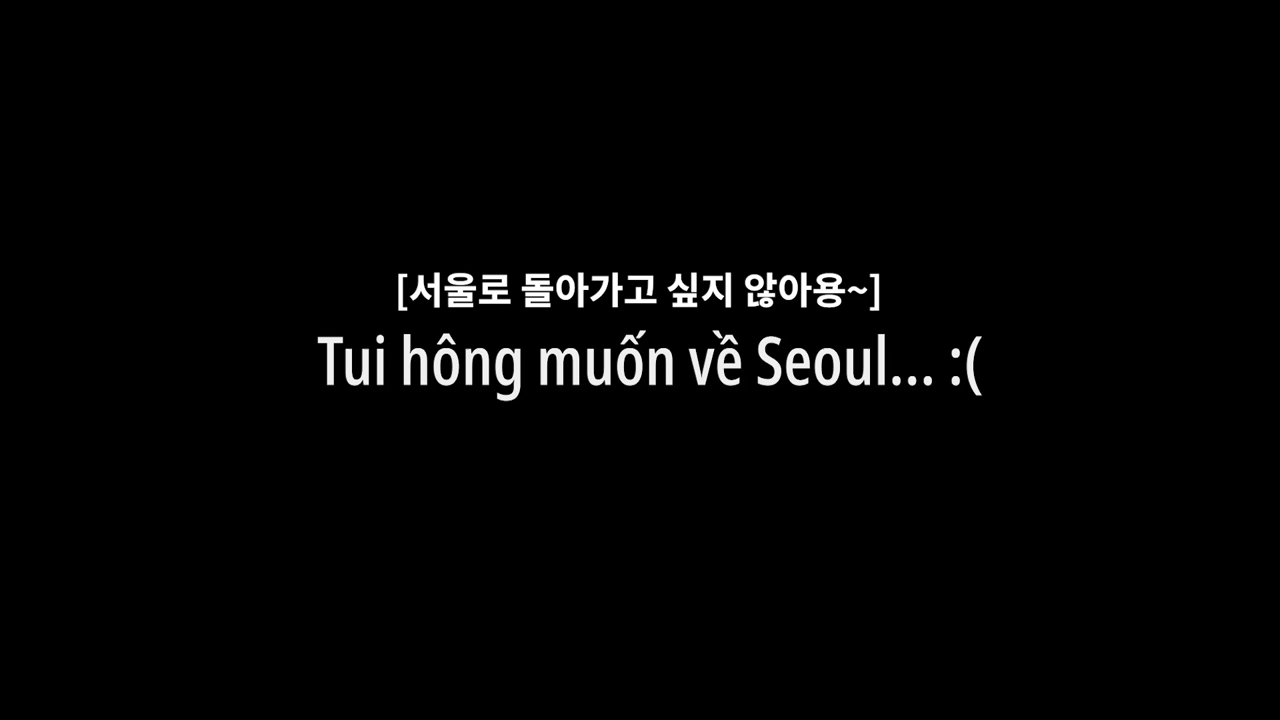 [서울로 돌아가고 싶지 않아용~]
Tui hông muốn về Seoul... :(